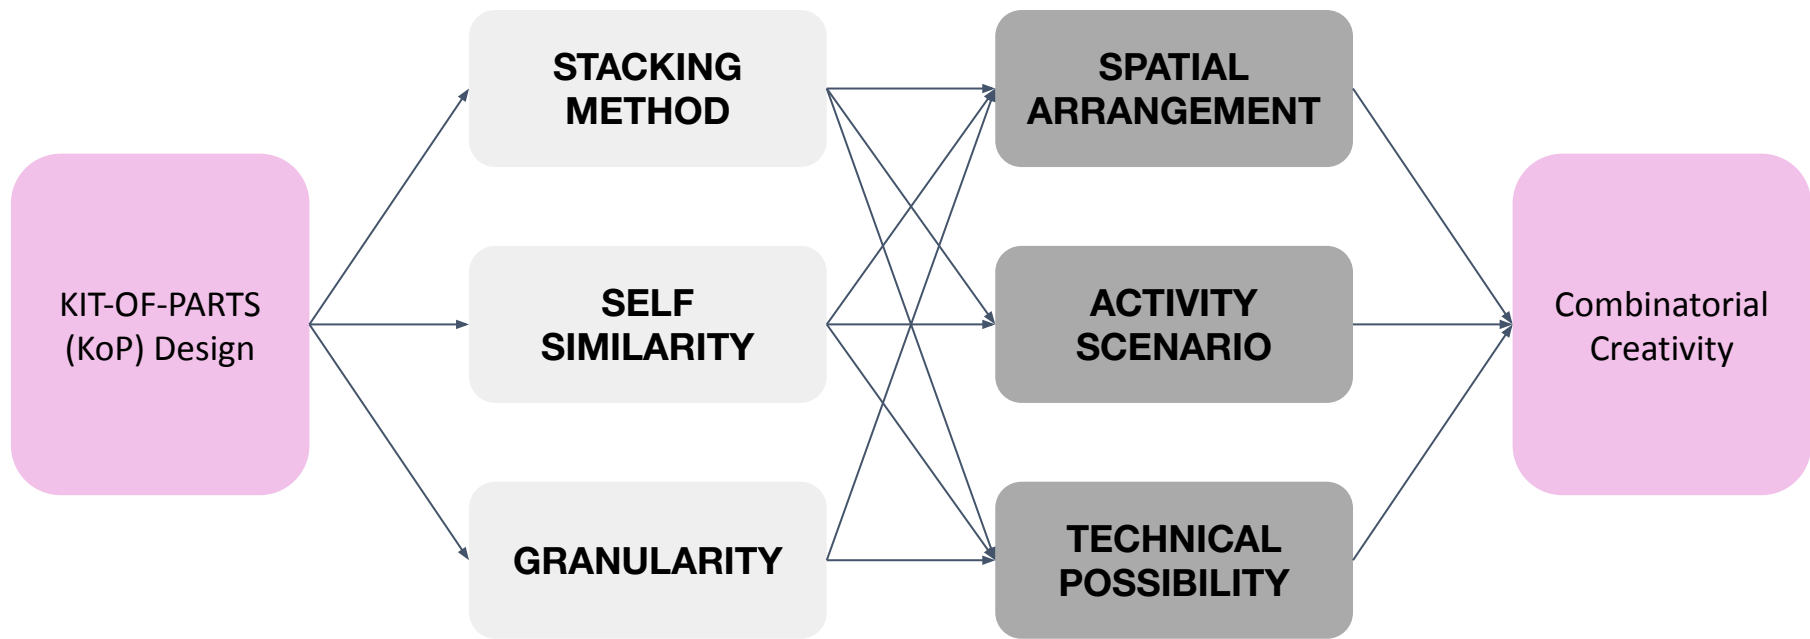 KIT-OF-PARTS
(KoP) Design
STACKING
METHOD
SELF
SIMILARITY
GRANULARITY
SPATIAL
ARRANGEMENT
ACTIVITY
SCENARIO
TECHNICAL
POSSIBILITY
Combinatorial
Creativity